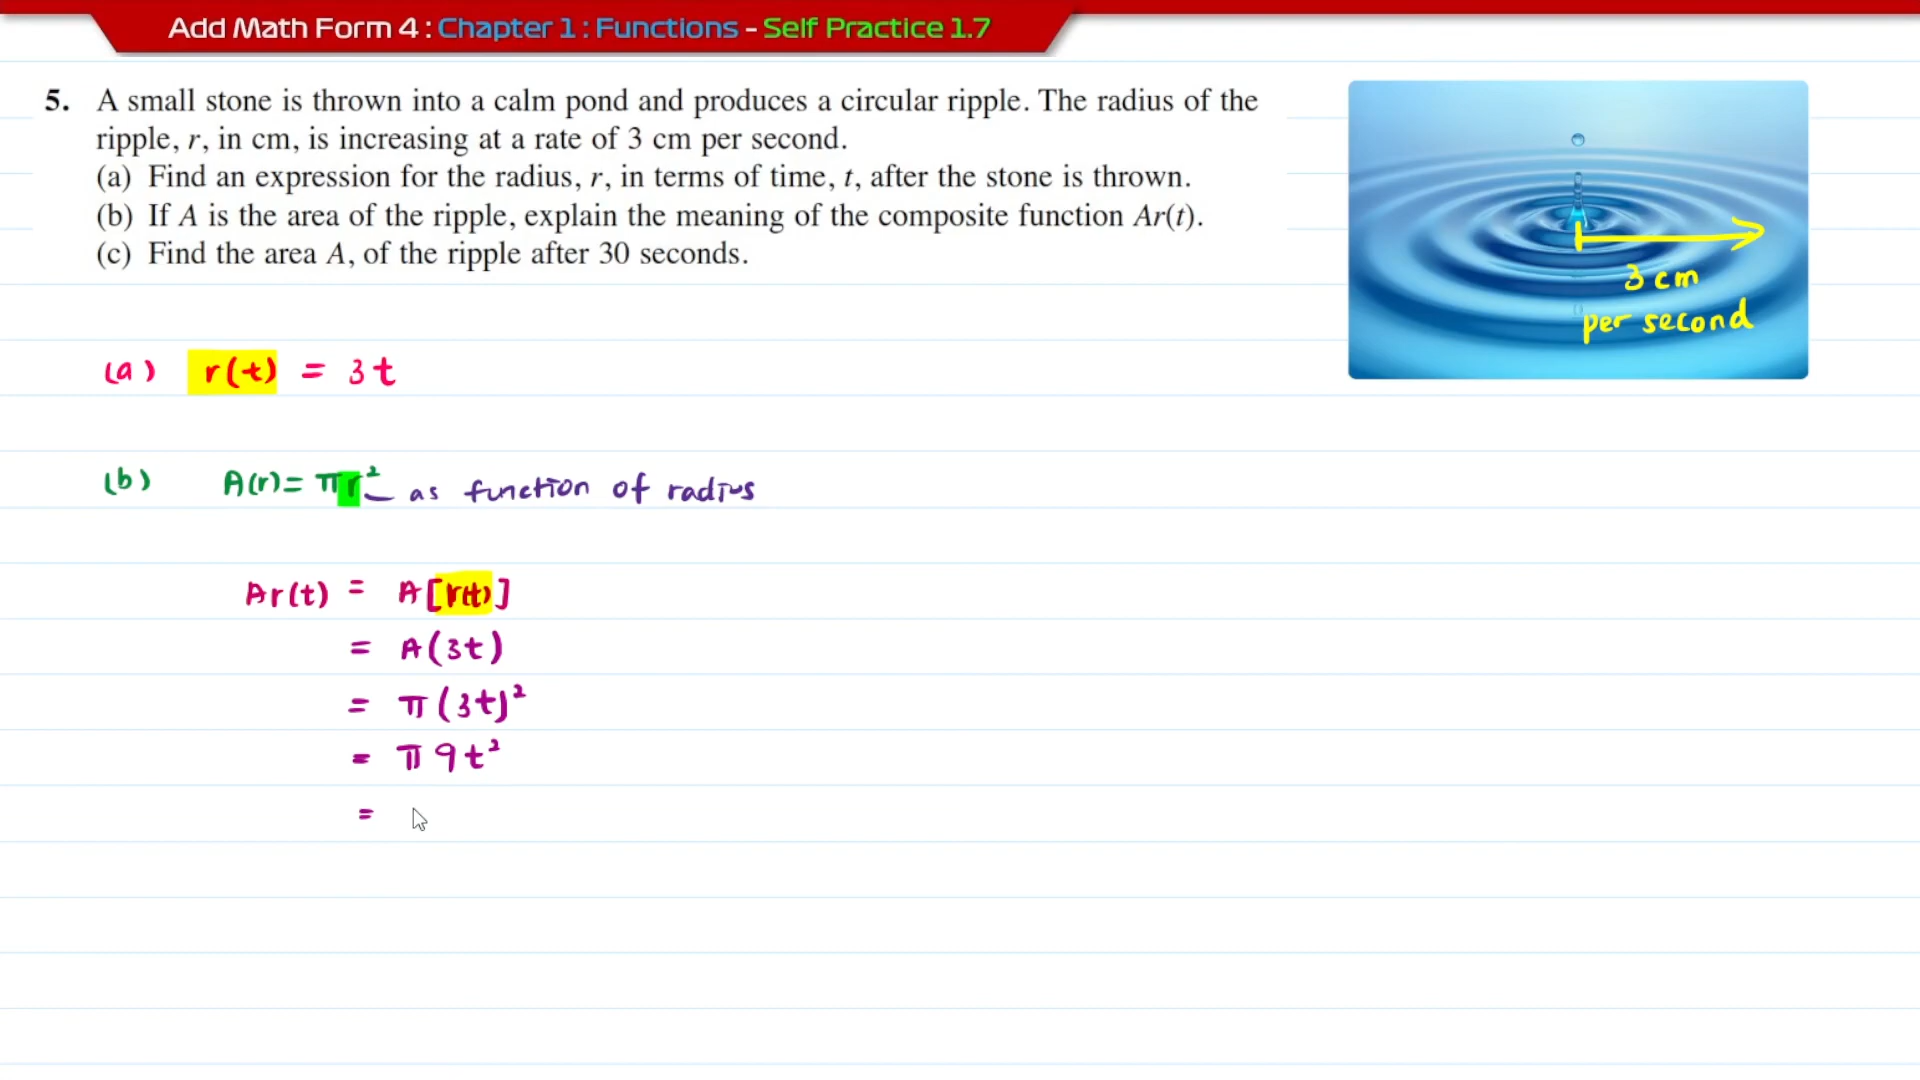 Add Math Form 4 : Chapter 1 : Functions - Self Practice 1.7
5. A small stone is thrown into a calm pond and produces a circular ripple. The radius of the
ripple, r, in cm, is increasing at a rate of 3 cm per second.
(a) Find an expression for the radius, r, in terms of time, t, after the stone is thrown.
(b) If A is the area of the ripple, explain the meaning of the composite function Ar(t).
(c) Find the area A, of the ripple after 30 seconds.
3 cm
per second
(a) r(t) = 3t
(b) A(r) = πr² as function of radius
Ar(t) = A[r(t)]
= A(3t)
= π(3t)²
= π9t²
=